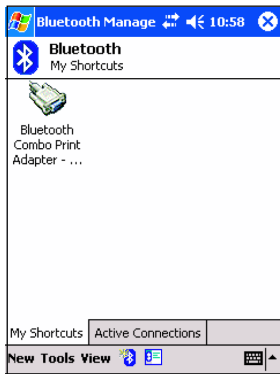 Bluetooth Manage 10:58
Bluetooth
My Shortcuts
Bluetooth
Combo Print
Adapter - ...
My Shortcuts Active Connections
New Tools View